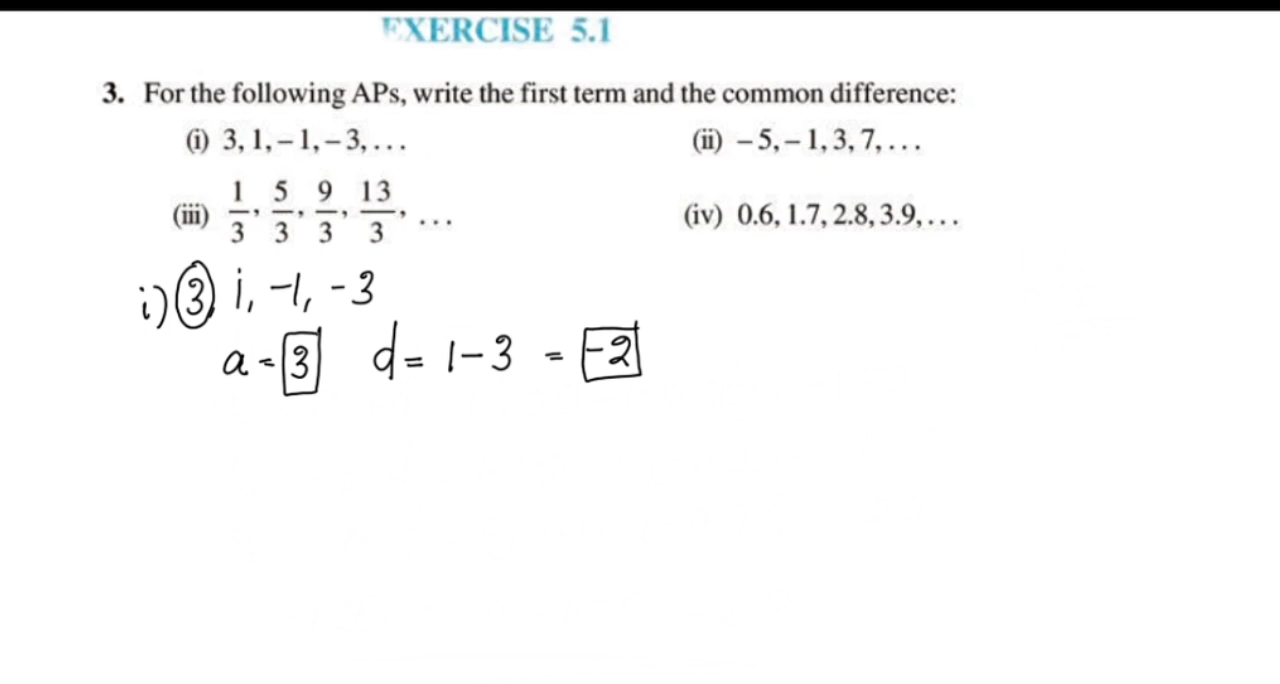 EXERCISE 5.1
3. For the following APs, write the first term and the common difference:
(i) 3, 1, – 1, – 3, . . . (ii) – 5, – 1, 3, 7, . . .
(iii) 1/3, 5/3, 9/3, 13/3, . . . (iv) 0.6, 1.7, 2.8, 3.9, . . .
i) 3, 1, -1, -3
a = 3 d = 1 - 3 = -2